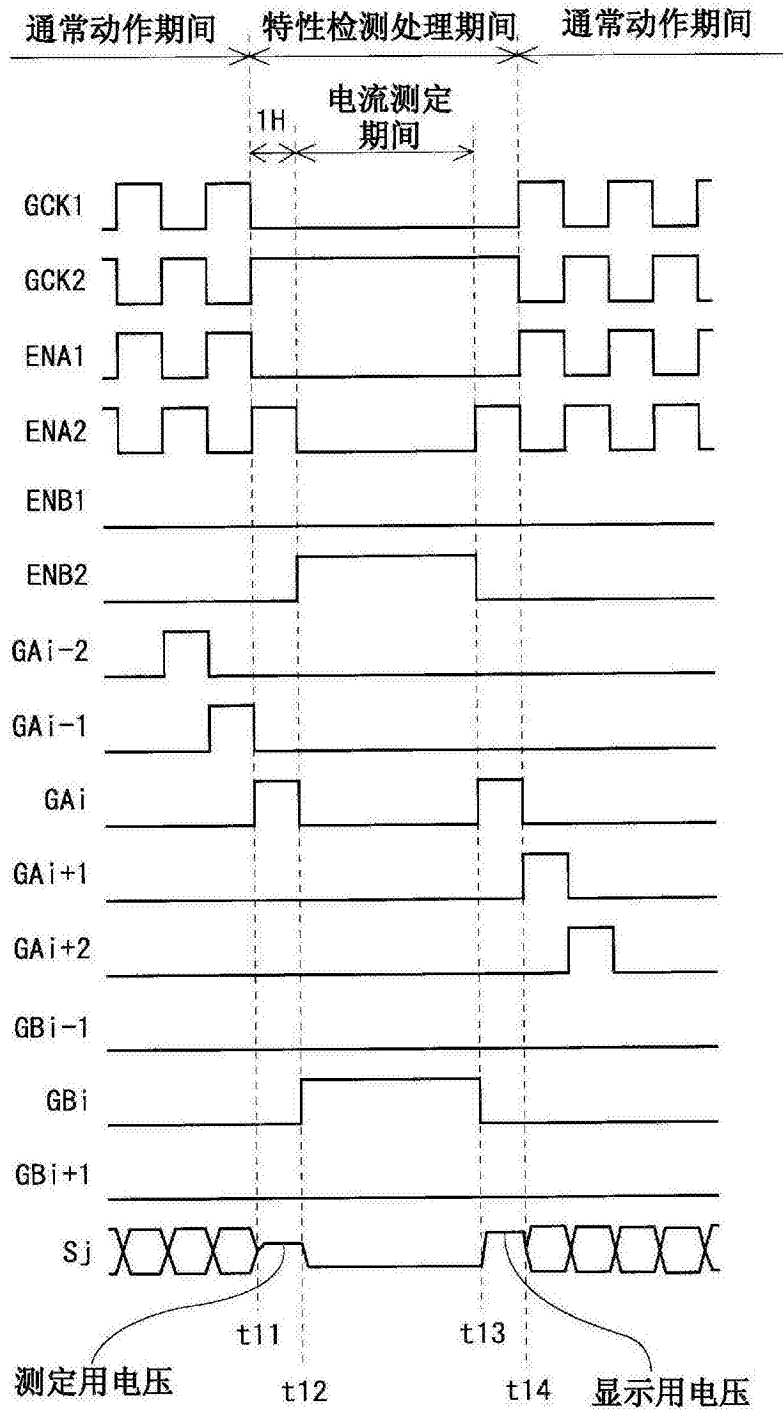 通常动作期间 特性检测处理期间 通常动作期间
1H 电流测定
期间
GCK1
GCK2
ENA1
ENA2
ENB1
ENB2
GAi-2
GAi-1
GAi
GAi+1
GAi+2
GBi-1
GBi
GBi+1
Sj
t11 t13
测定用电压 t12 t14 显示用电压